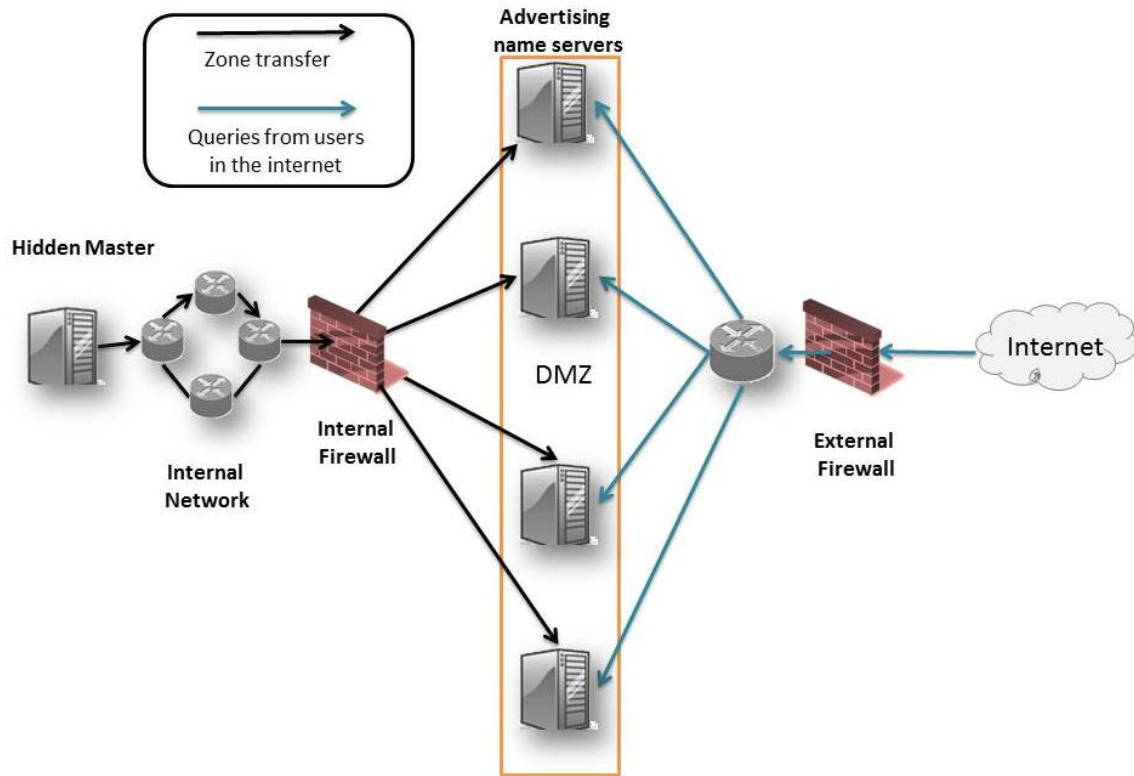 Advertising
name servers
Zone transfer
Queries from users
in the internet
Hidden Master
Internal
Network
Internal
Firewall
DMZ
External
Firewall
Internet